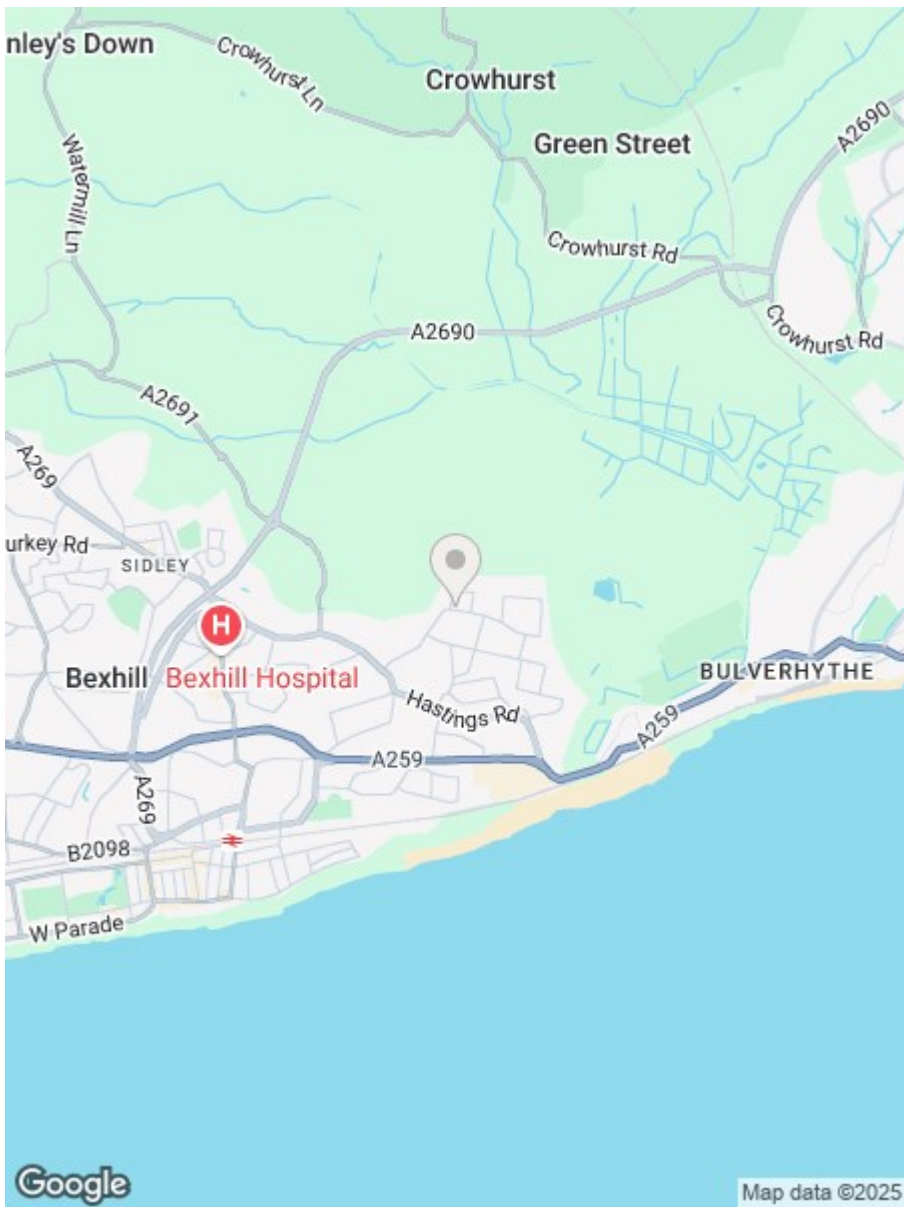 nley's Down
Crowhurst Ln
Crowhurst
Green Street
A2690
Watermill Ln
Crowhurst Rd
A2690
Crowhurst Rd
A2691
A269
urkey Rd
SIDLEY
H
Bexhill
Bexhill Hospital
BULVERHYTHE
Hastings Rd
A259
A259
A269
B2098
W Parade
Google
Map data ©2025